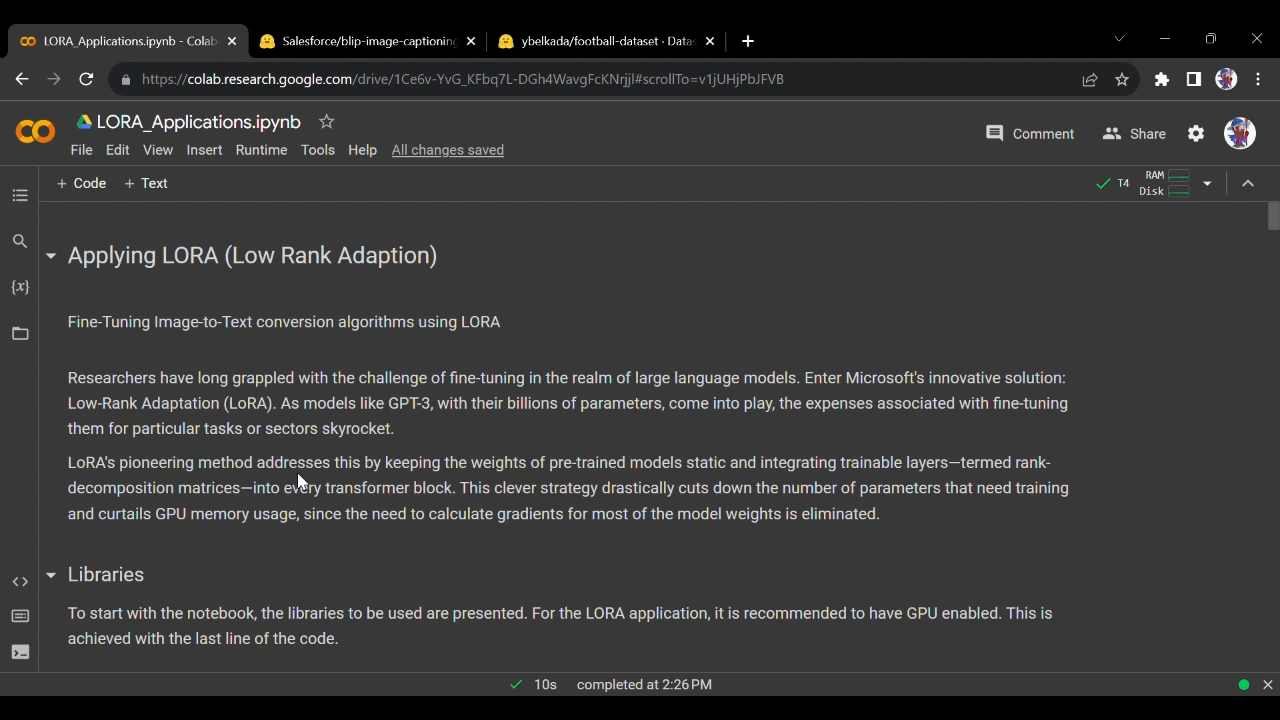 LORA_Applications.ipynb - Colab
Salesforce/blip-image-captioning
ybelkada/football-dataset · Datas
https://colab.research.google.com/drive/1Ce6v-YvG_KFbq7L-DGh4WavgFcKNrjjl#scrollTo=v1jUHjPbJFVB
LORA_Applications.ipynb
Comment
Share
File Edit View Insert Runtime Tools Help All changes saved
+ Code + Text
T4 RAM
Disk
Applying LORA (Low Rank Adaption)
{x}
Fine-Tuning Image-to-Text conversion algorithms using LORA
Researchers have long grappled with the challenge of fine-tuning in the realm of large language models. Enter Microsoft's innovative solution:
Low-Rank Adaptation (LoRA). As models like GPT-3, with their billions of parameters, come into play, the expenses associated with fine-tuning
them for particular tasks or sectors skyrocket.
LoRA's pioneering method addresses this by keeping the weights of pre-trained models static and integrating trainable layers—termed rank-
decomposition matrices—into every transformer block. This clever strategy drastically cuts down the number of parameters that need training
and curtails GPU memory usage, since the need to calculate gradients for most of the model weights is eliminated.
Libraries
To start with the notebook, the libraries to be used are presented. For the LORA application, it is recommended to have GPU enabled. This is
achieved with the last line of the code.
10s completed at 2:26 PM